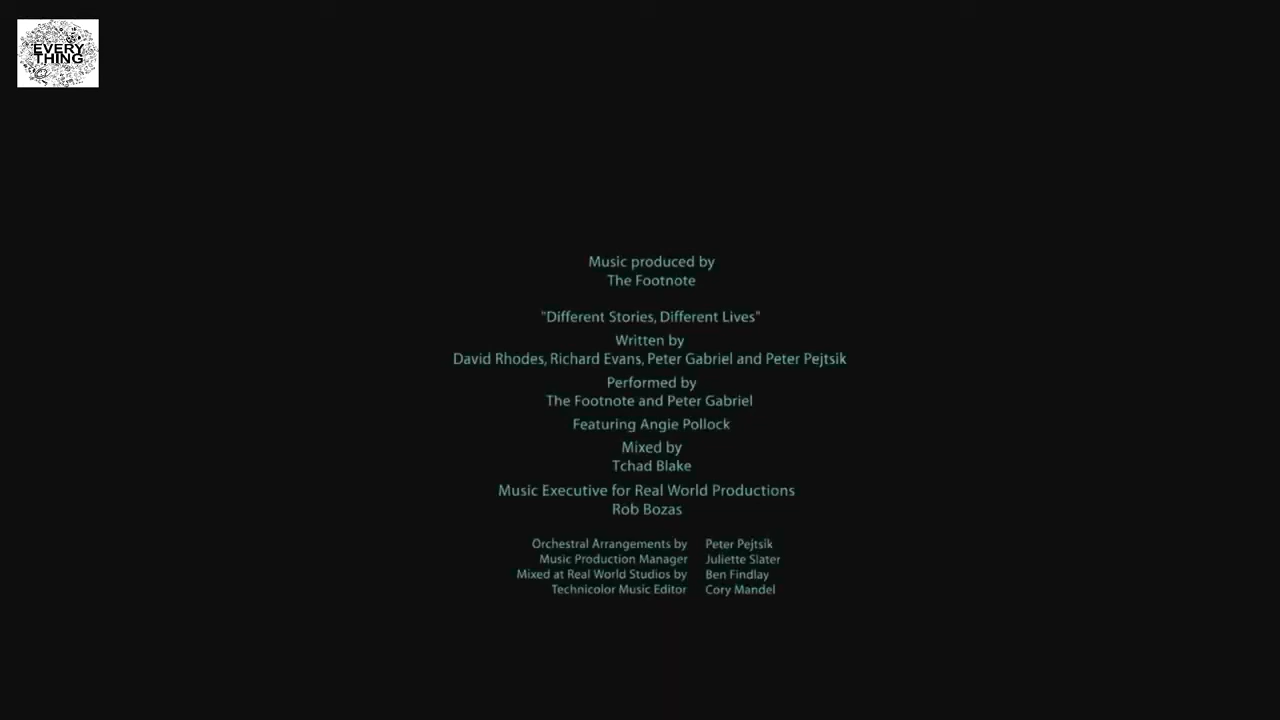 EVERY
THING
Music produced by
The Footnote
"Different Stories, Different Lives"
Written by
David Rhodes, Richard Evans, Peter Gabriel and Peter Pejtsik
Performed by
The Footnote and Peter Gabriel
Featuring Angie Pollock
Mixed by
Tchad Blake
Music Executive for Real World Productions
Rob Bozas
Orchestral Arrangements by Peter Pejtsik
Music Production Manager Juliette Slater
Mixed at Real World Studios by Ben Findlay
Technicolor Music Editor Cory Mandel